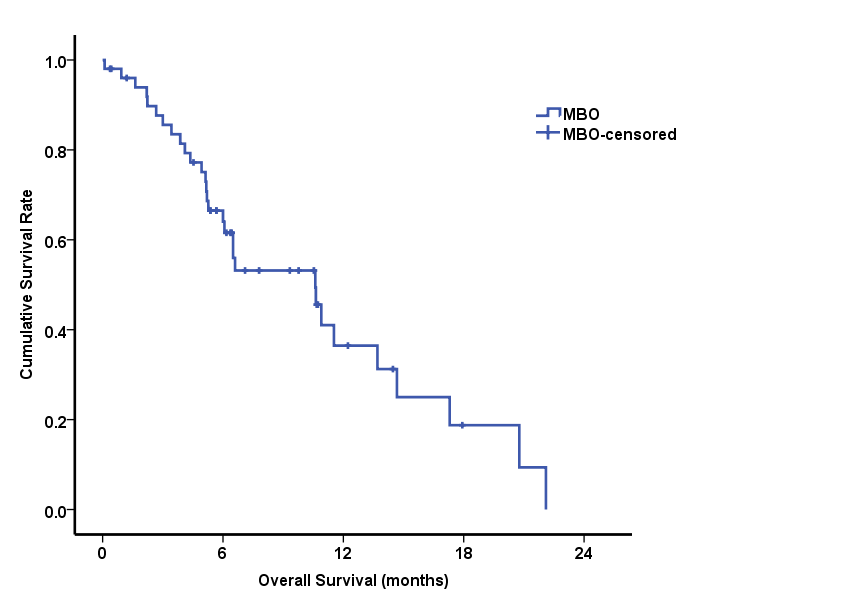 1.0
0.8
0.6
0.4
0.2
0.0
Cumulative Survival Rate
MBO
MBO-censored
0 6 12 18 24
Overall Survival (months)